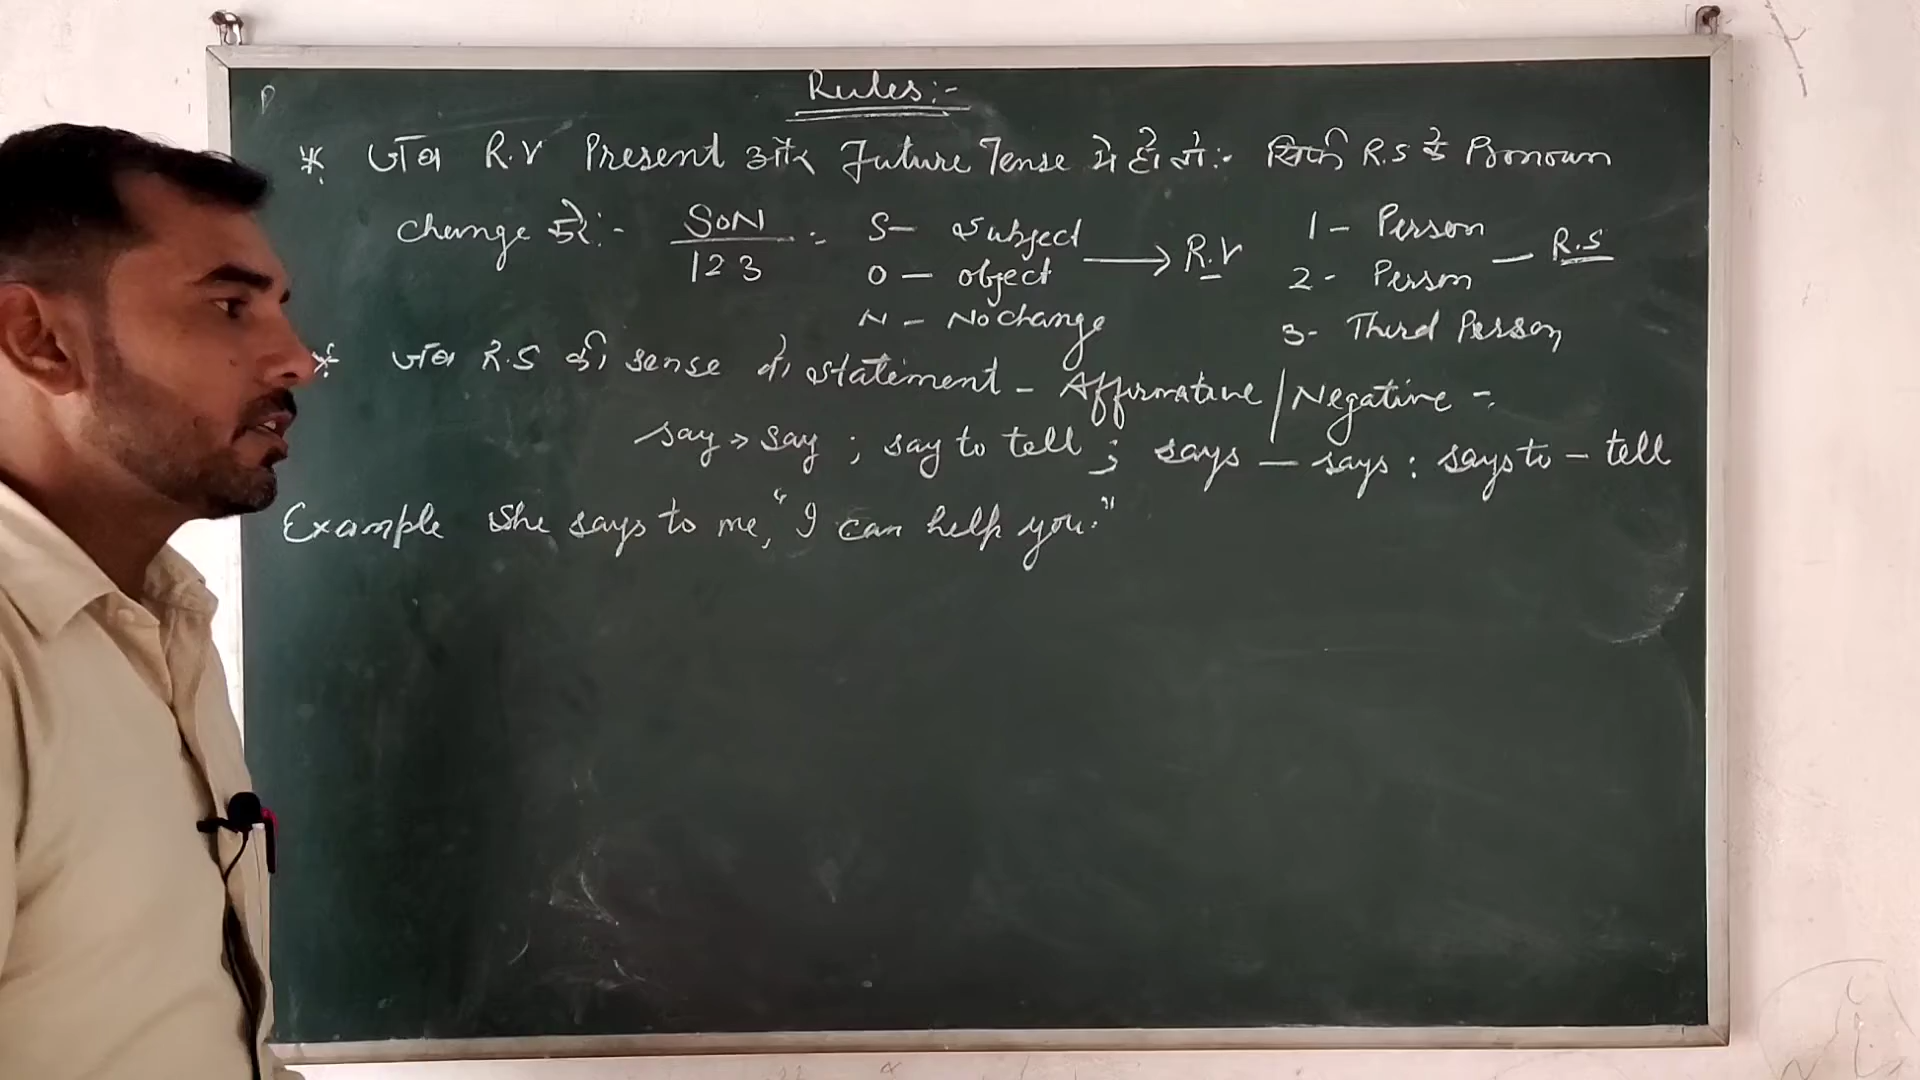 Rules:-
* जब R.V Present और Future Tense मे हो तो:- सिर्फ R.S के Pronoun
change करे:- SON / 123 :- S- Subject → R.V 1- Person - R.S
O - object 2- Person
N - No change 3- Third Person
* जब R.S की sense हो statement - Affirmative / Negative -:
say > say ; say to tell ; says - says : says to - tell
Example She says to me, "I can help you."